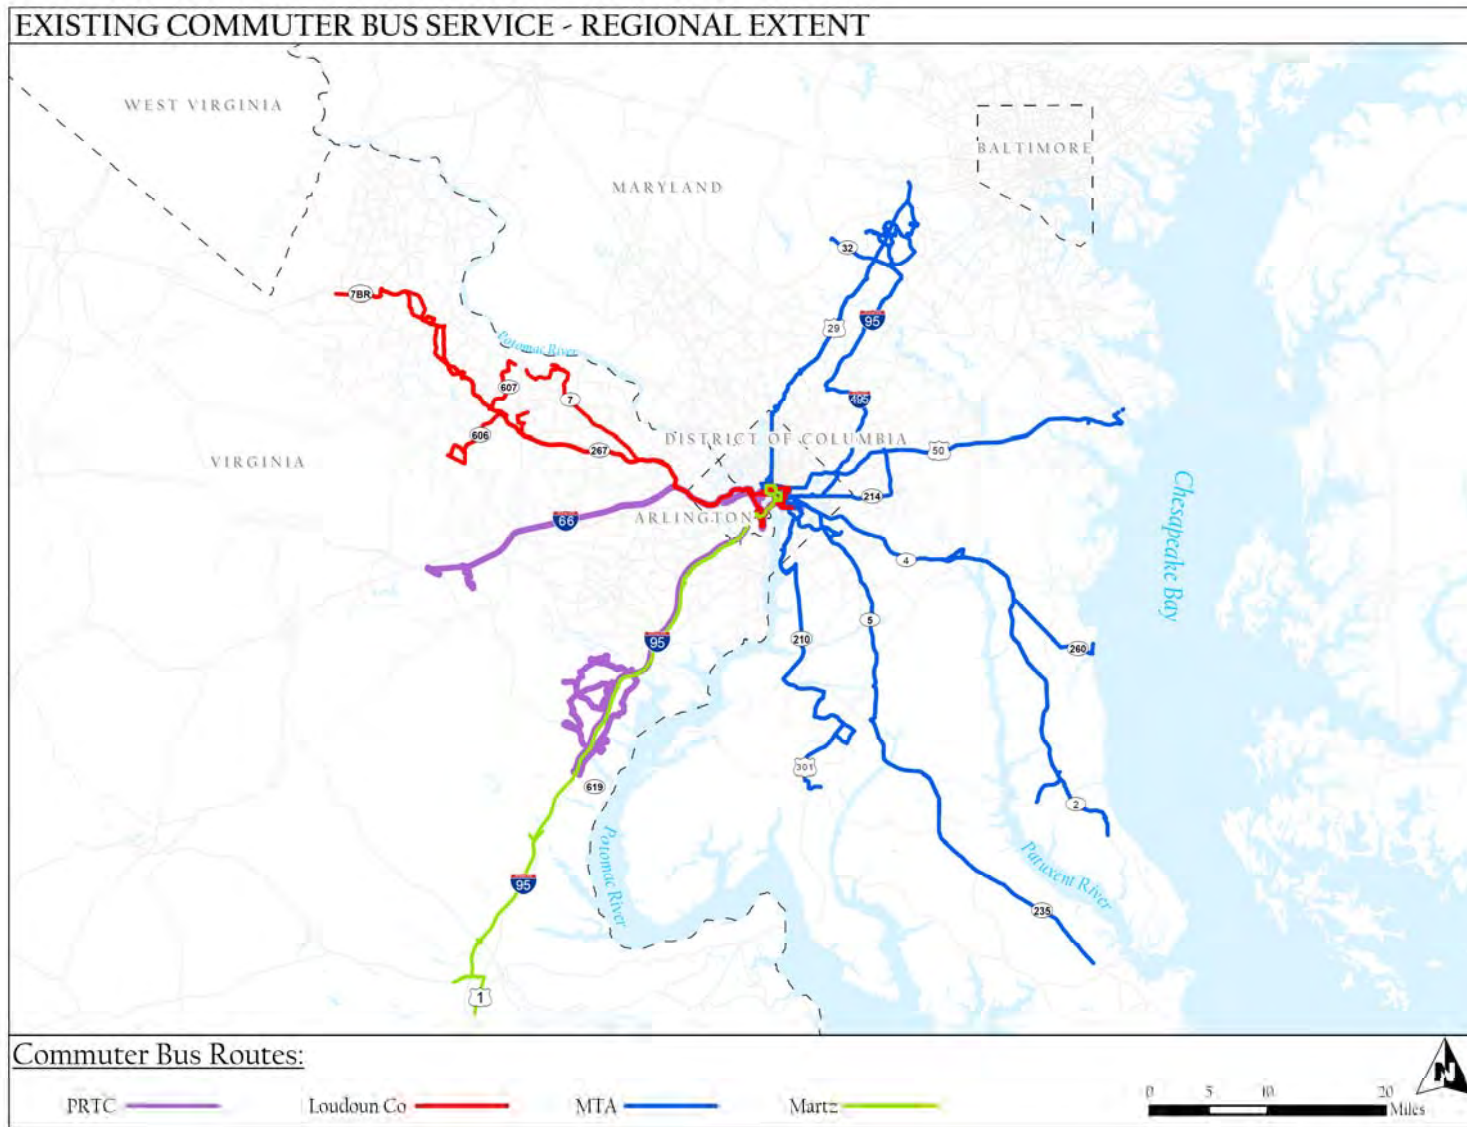 EXISTING COMMUTER BUS SERVICE - REGIONAL EXTENT
WEST VIRGINIA
BALTIMORE
MARYLAND
32
7BR
29
95
Potomac River
607
7
495
606
267
DISTRICT OF COLUMBIA
50
VIRGINIA
214
66
ARLINGTON
Chesapeake Bay
4
5
95
210
260
301
619
2
Potomac River
Patuxent River
95
235
1
Commuter Bus Routes:
PRTC
Loudoun Co
MTA
Martz
0 5 10 20
Miles
N